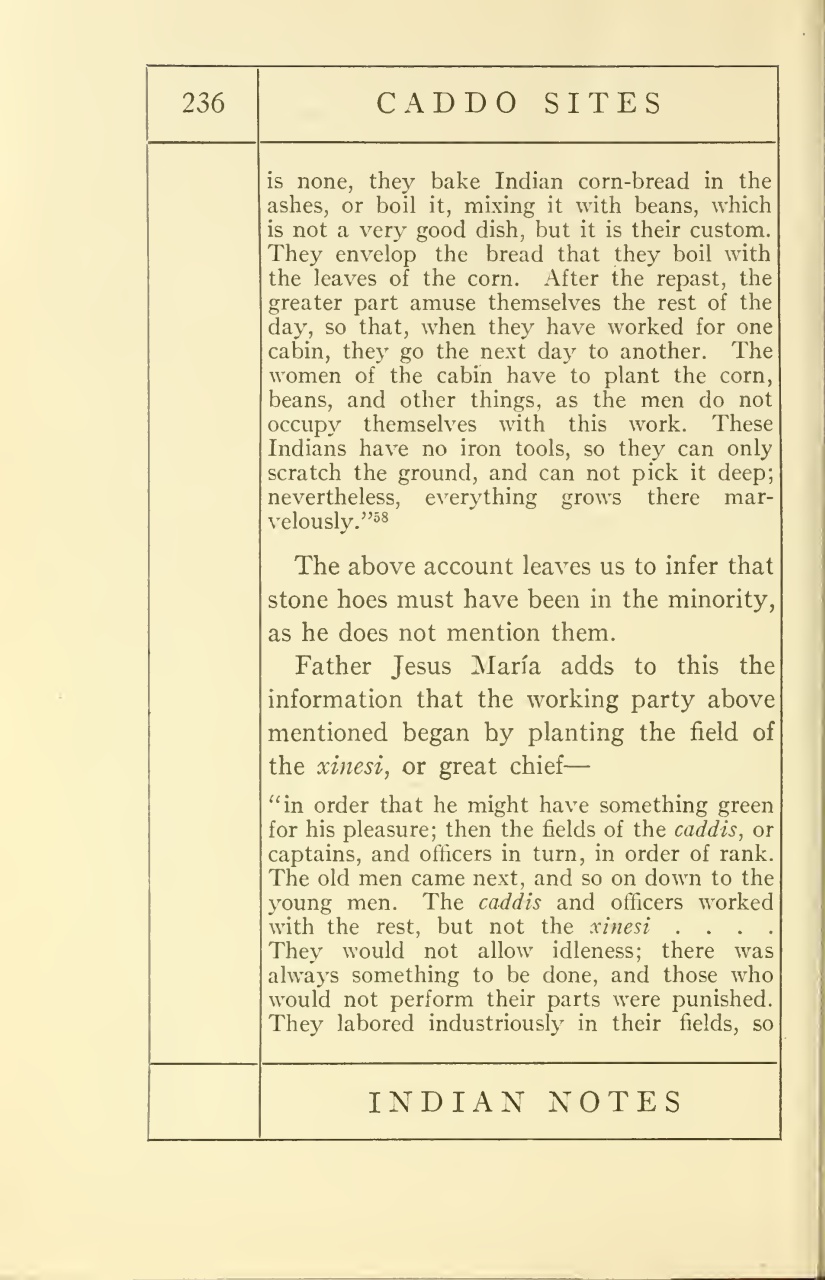 236
CADDO SITES
is none, they bake Indian corn-bread in the
ashes, or boil it, mixing it with beans, which
is not a very good dish, but it is their custom.
They envelop the bread that they boil with
the leaves of the corn. After the repast, the
greater part amuse themselves the rest of the
day, so that, when they have worked for one
cabin, they go the next day to another. The
women of the cabin have to plant the corn,
beans, and other things, as the men do not
occupy themselves with this work. These
Indians have no iron tools, so they can only
scratch the ground, and can not pick it deep;
nevertheless, everything grows there mar-
velously."58
The above account leaves us to infer that
stone hoes must have been in the minority,
as he does not mention them.
Father Jesus María adds to this the
information that the working party above
mentioned began by planting the field of
the xinesi, or great chief—
"in order that he might have something green
for his pleasure; then the fields of the caddis, or
captains, and officers in turn, in order of rank.
The old men came next, and so on down to the
young men. The caddis and officers worked
with the rest, but not the xinesi . . . .
They would not allow idleness; there was
always something to be done, and those who
would not perform their parts were punished.
They labored industriously in their fields, so
INDIAN NOTES